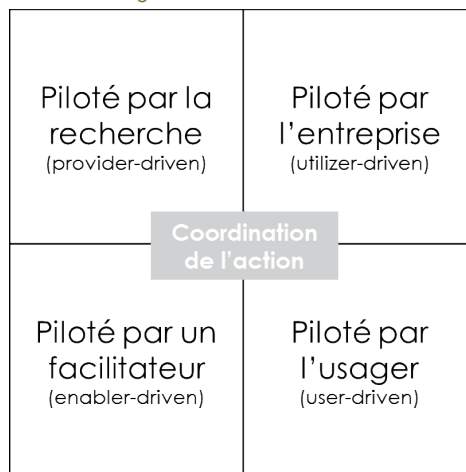 Piloté par la
recherche
(provider-driven)
Piloté par
l'entreprise
(utilizer-driven)
Coordination
de l'action
Piloté par un
facilitateur
(enabler-driven)
Piloté par
l'usager
(user-driven)